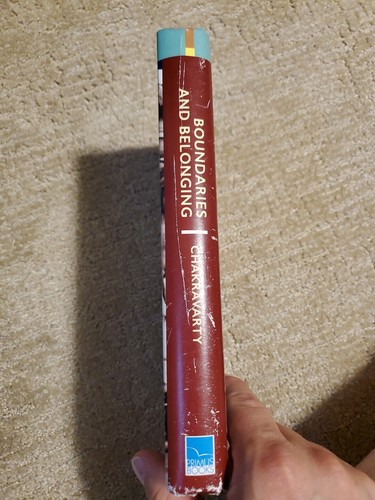 BOUNDARIES
AND BELONGING
CHAKRAVARTY
PRIMUS
BOOKS